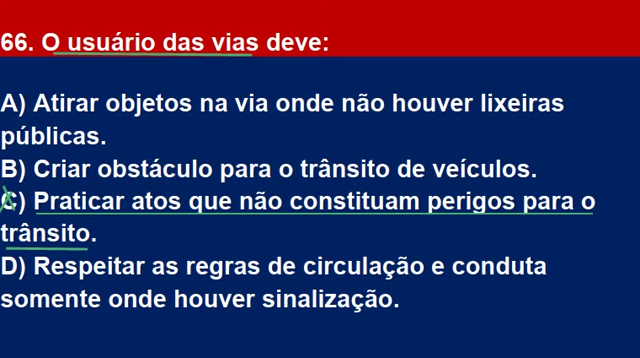 66. O usuário das vias deve:
A) Atirar objetos na via onde não houver lixeiras
públicas.
B) Criar obstáculo para o trânsito de veículos.
C) Praticar atos que não constituam perigos para o
trânsito.
D) Respeitar as regras de circulação e conduta
somente onde houver sinalização.